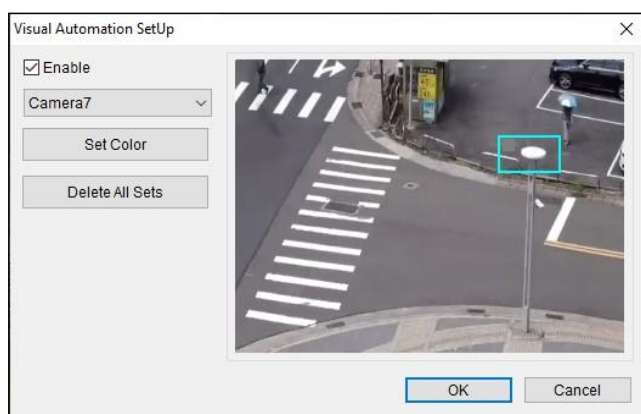 Visual Automation SetUp
Enable
Camera7
Set Color
Delete All Sets
OK
Cancel